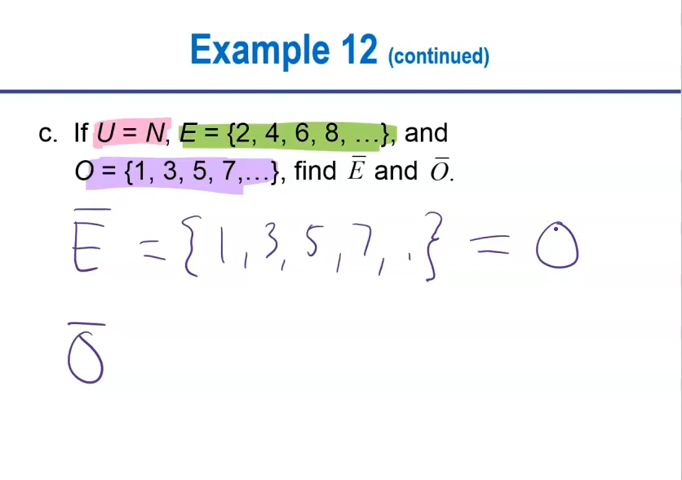 Example 12 (continued)
c. If U = N, E = {2, 4, 6, 8, …}, and
O = {1, 3, 5, 7,…}, find E̅ and O̅.
E̅ = {1, 3, 5, 7, .} = O
O̅